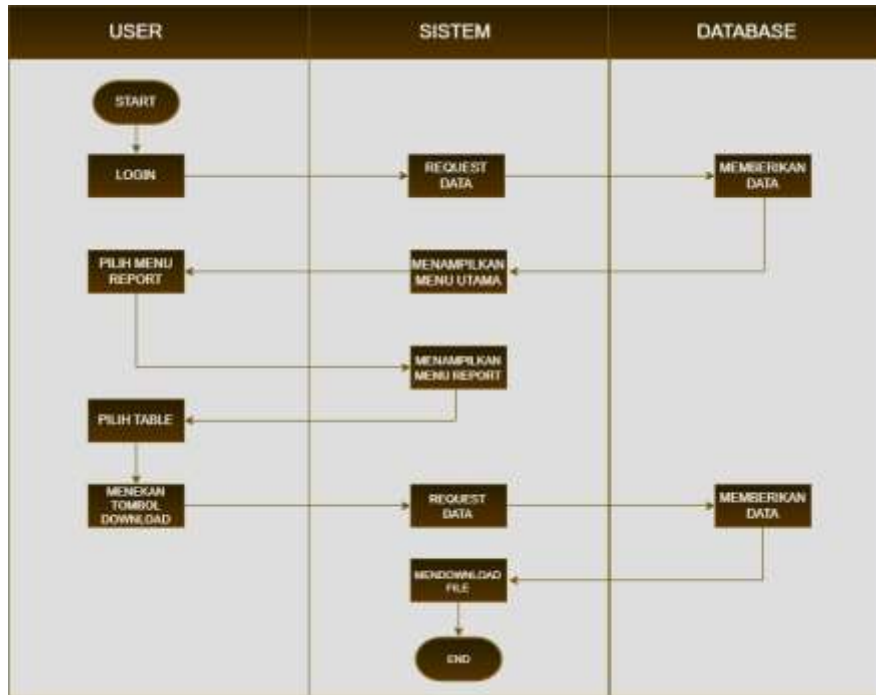 USER
SISTEM
DATABASE
START
LOGIN
REQUEST
DATA
MEMBERIKAN
DATA
PILIH MENU
REPORT
MENAMPILKAN
MENU UTAMA
MENAMPILKAN
MENU REPORT
PILIH TABLE
MENEKAN
TOMBOL
DOWNLOAD
REQUEST
DATA
MEMBERIKAN
DATA
MENDOWNLOAD
FILE
END